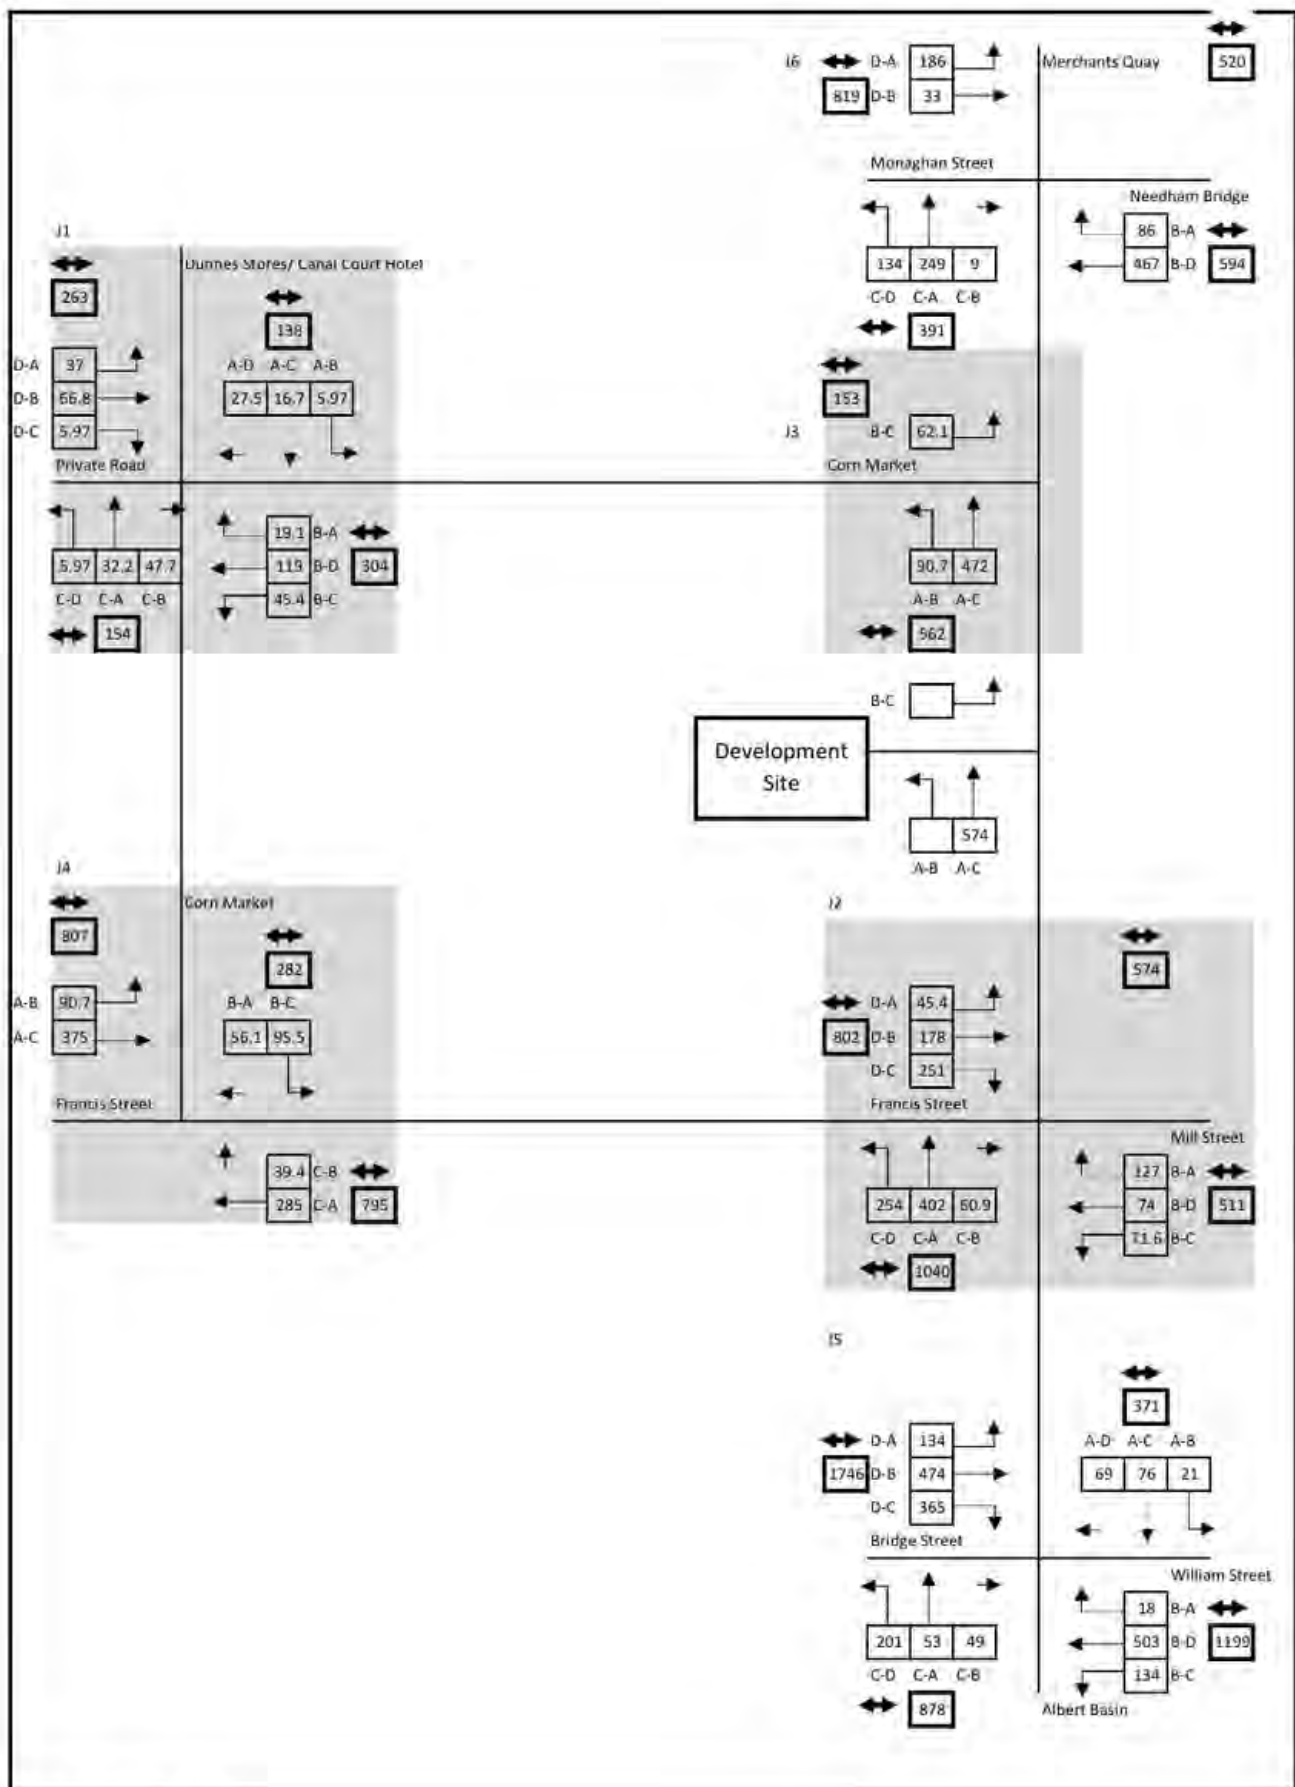 520
J6 D-A 186 Merchants Quay
819 D-B 33
Monaghan Street
Needham Bridge
86 B-A
134 249 9 467 B-D 594
C-D C-A C-B
391
J1
Dunnes Stores/ Canal Court Hotel
263
138
D-A 37 A-D A-C A-B
D-B 66.8 27.5 16.7 5.97
D-C 5.97
Private Road
19.1 B-A
5.97 32.2 47.7 119 B-D 304
C-D C-A C-B 45.4 B-C
154
153
J3 B-C 62.1
Corn Market
90.7 472
A-B A-C
562
B-C
Development
Site
574
A-B A-C
J4
Corn Market
807
282
A-B 90.7 B-A B-C
A-C 375 56.1 95.5
Francis Street
39.4 C-B
285 C-A 795
J2
574
D-A 45.4
802 D-B 178
D-C 251
Francis Street
Mill Street
127 B-A
254 402 60.9 74 B-D 511
C-D C-A C-B 71.6 B-C
1040
J5
371
D-A 134 A-D A-C A-B
1746 D-B 474 69 76 21
D-C 365
Bridge Street
William Street
18 B-A
201 53 49 503 B-D 1199
C-D C-A C-B 134 B-C
878 Albert Basin